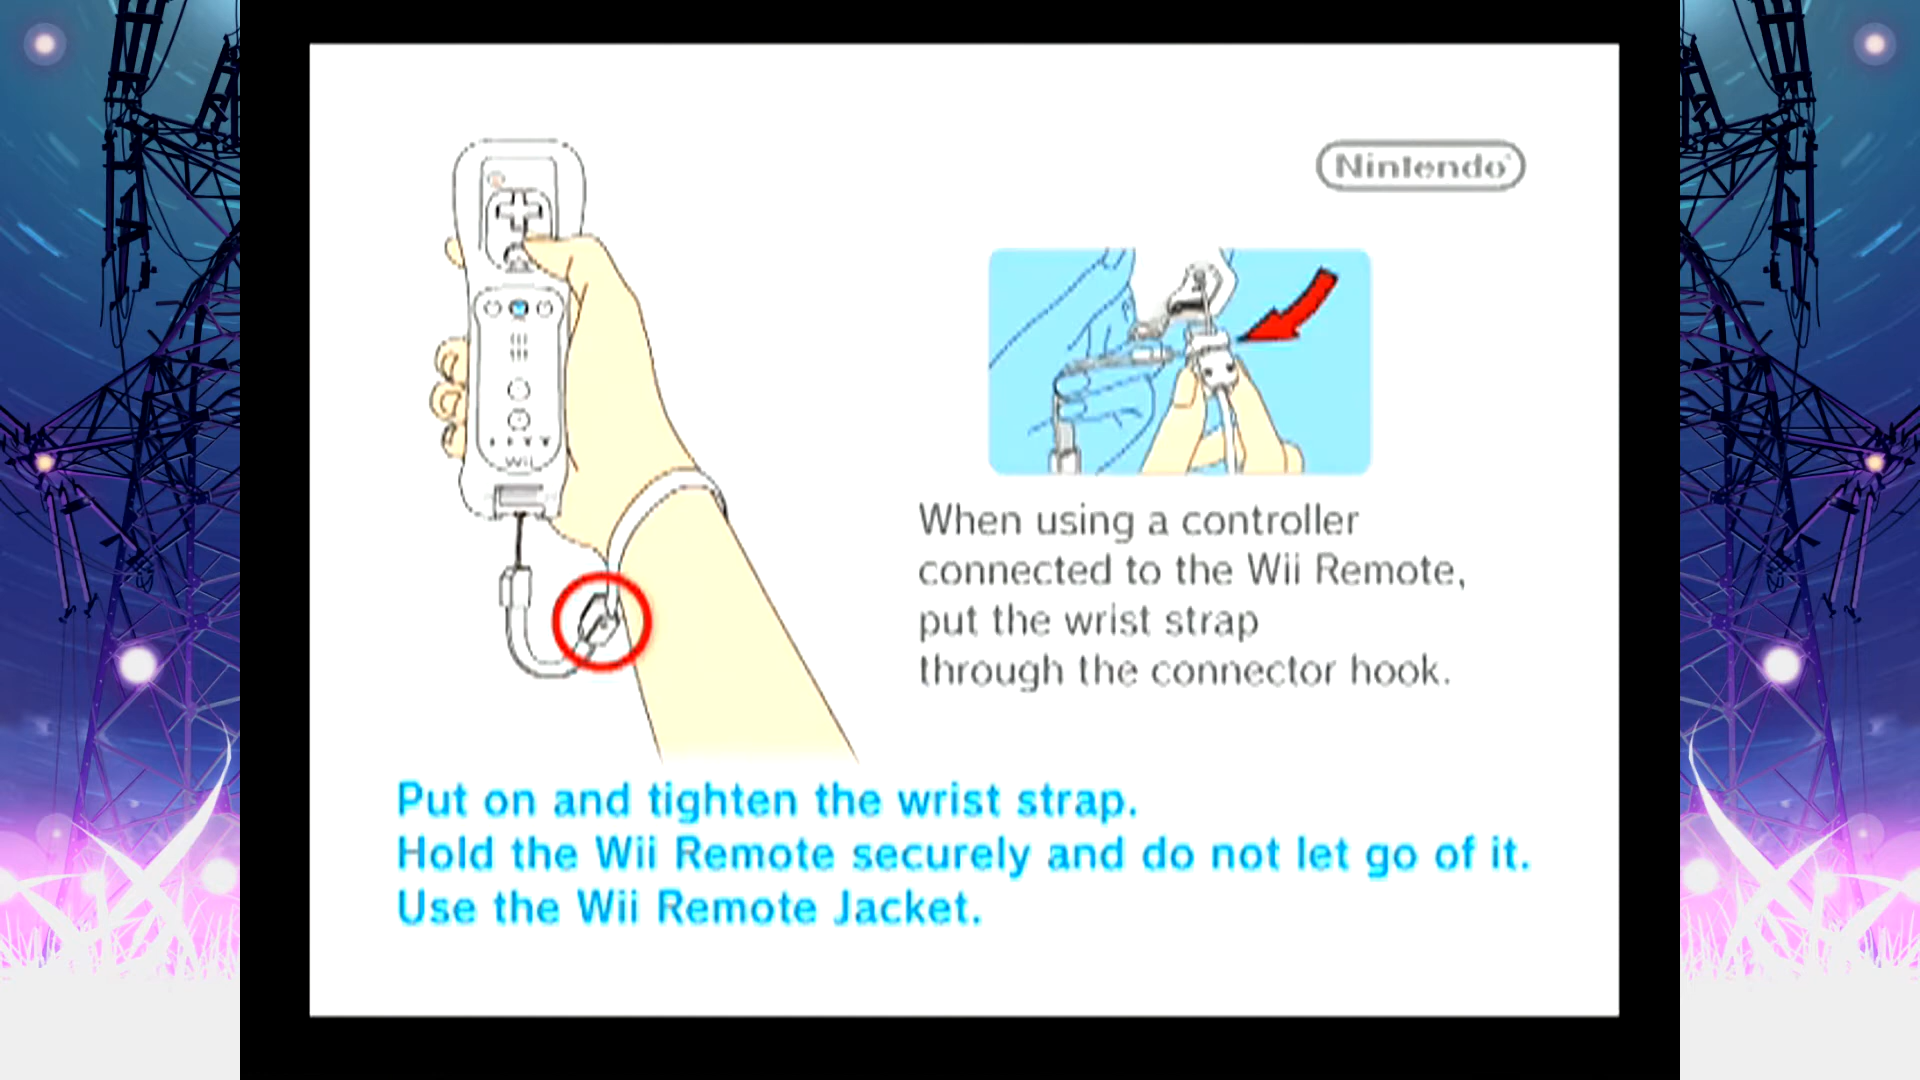 Nintendo
Wii
When using a controller
connected to the Wii Remote,
put the wrist strap
through the connector hook.
Put on and tighten the wrist strap.
Hold the Wii Remote securely and do not let go of it.
Use the Wii Remote Jacket.